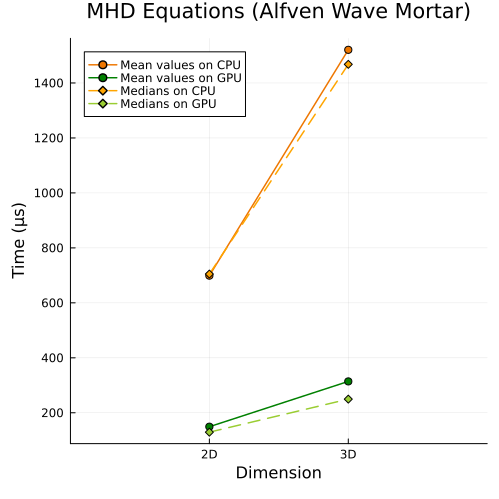 MHD Equations (Alfven Wave Mortar)
Mean values on CPU
Mean values on GPU
Medians on CPU
Medians on GPU
1400
1200
1000
800
600
400
200
Time (μs)
2D
3D
Dimension